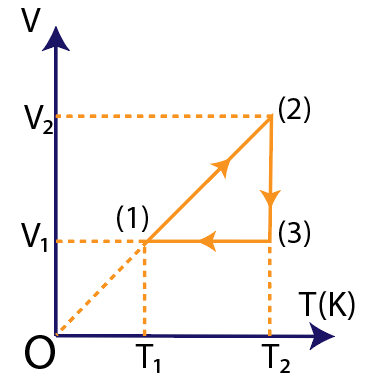 V
(2)
V₂
(1)
V₁
(3)
T(K)
O
T₁
T₂